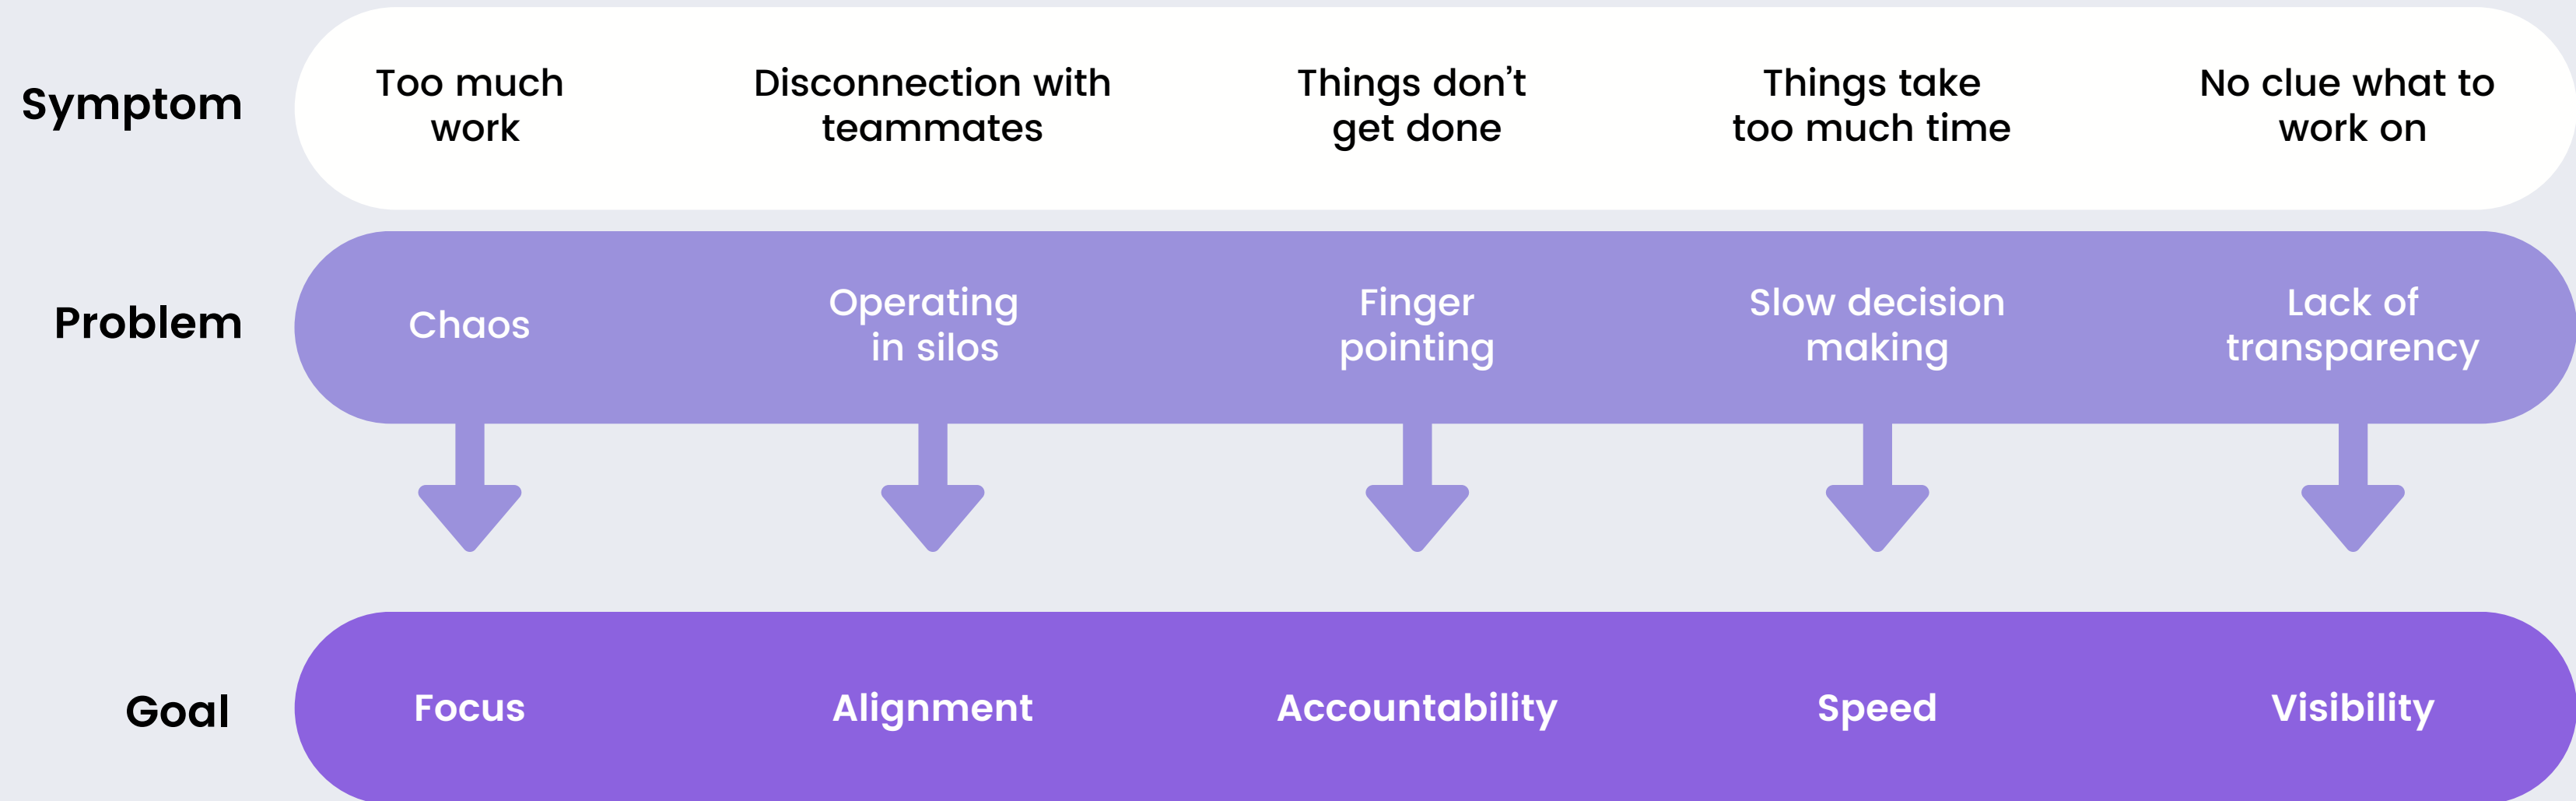 Symptom
Too much
work
Disconnection with
teammates
Things don’t
get done
Things take
too much time
No clue what to
work on
Problem
Chaos
Operating
in silos
Finger
pointing
Slow decision
making
Lack of
transparency
Goal
Focus
Alignment
Accountability
Speed
Visibility